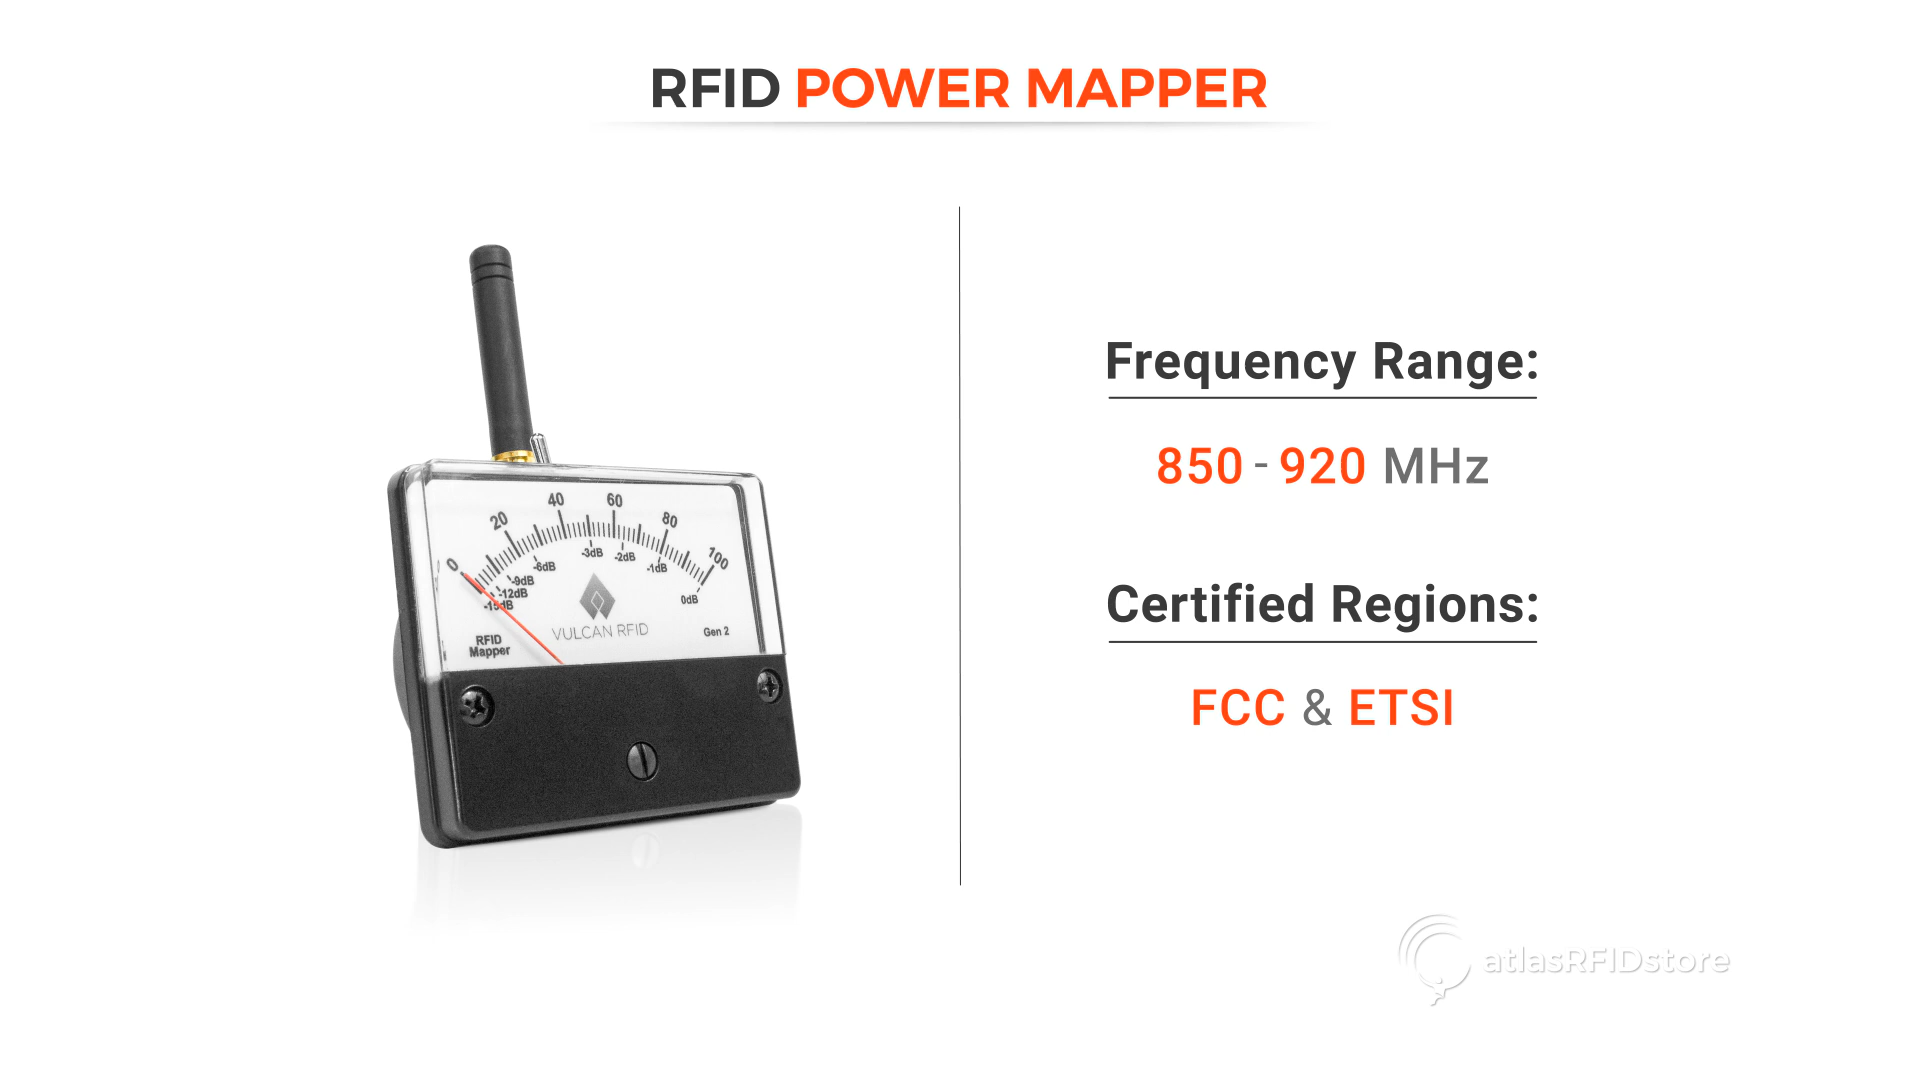 RFID POWER MAPPER
0
20
40
60
80
100
-15dB
-12dB
-9dB
-6dB
-3dB
-2dB
-1dB
0dB
VULCAN RFID
RFID
Mapper
Gen 2
Frequency Range:
850 - 920 MHz
Certified Regions:
FCC & ETSI
atlasRFIDstore